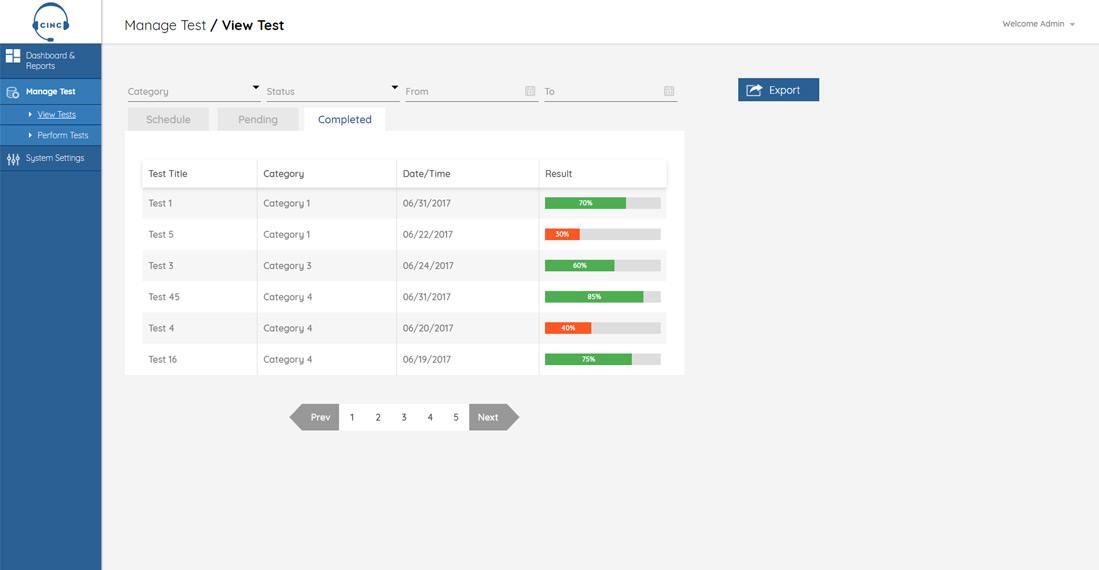 CINC
Manage Test / View Test
Welcome Admin
Dashboard &
Reports
Manage Test
View Tests
Perform Tests
System Settings
Category Status From To
Export
Schedule Pending Completed
Test Title Category Date/Time Result
Test 1 Category 1 06/31/2017 70%
Test 5 Category 1 06/22/2017 30%
Test 3 Category 3 06/24/2017 60%
Test 45 Category 4 06/31/2017 85%
Test 4 Category 4 06/20/2017 40%
Test 16 Category 4 06/19/2017 75%
Prev 1 2 3 4 5 Next